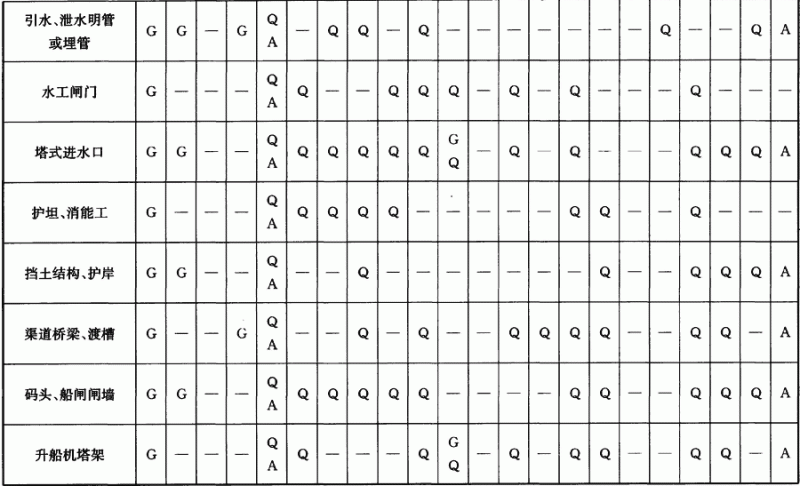 引水、泄水明管
或埋管 G G — G Q A — Q Q — Q — — — — — — — Q — — Q A
水工闸门 G — — — Q A Q — — Q Q Q — Q — Q — — — Q — — —
塔式进水口 G G — — Q A Q Q Q Q Q G Q — Q — Q — — — Q Q Q A
护坦、消能工 G — — — Q A Q Q Q Q — — — — — Q Q — — Q — — —
挡土结构、护岸 G G — — Q A — — Q — — — — — — — Q — — Q Q Q A
渠道桥梁、渡槽 G — — G Q A — — Q — Q — — Q Q Q Q — — Q Q — A
码头、船闸闸墙 G G — — Q A Q Q Q Q Q — — — — Q Q — — Q Q Q A
升船机塔架 G — — — Q A Q — — — Q G Q — Q — Q Q — — Q Q — A